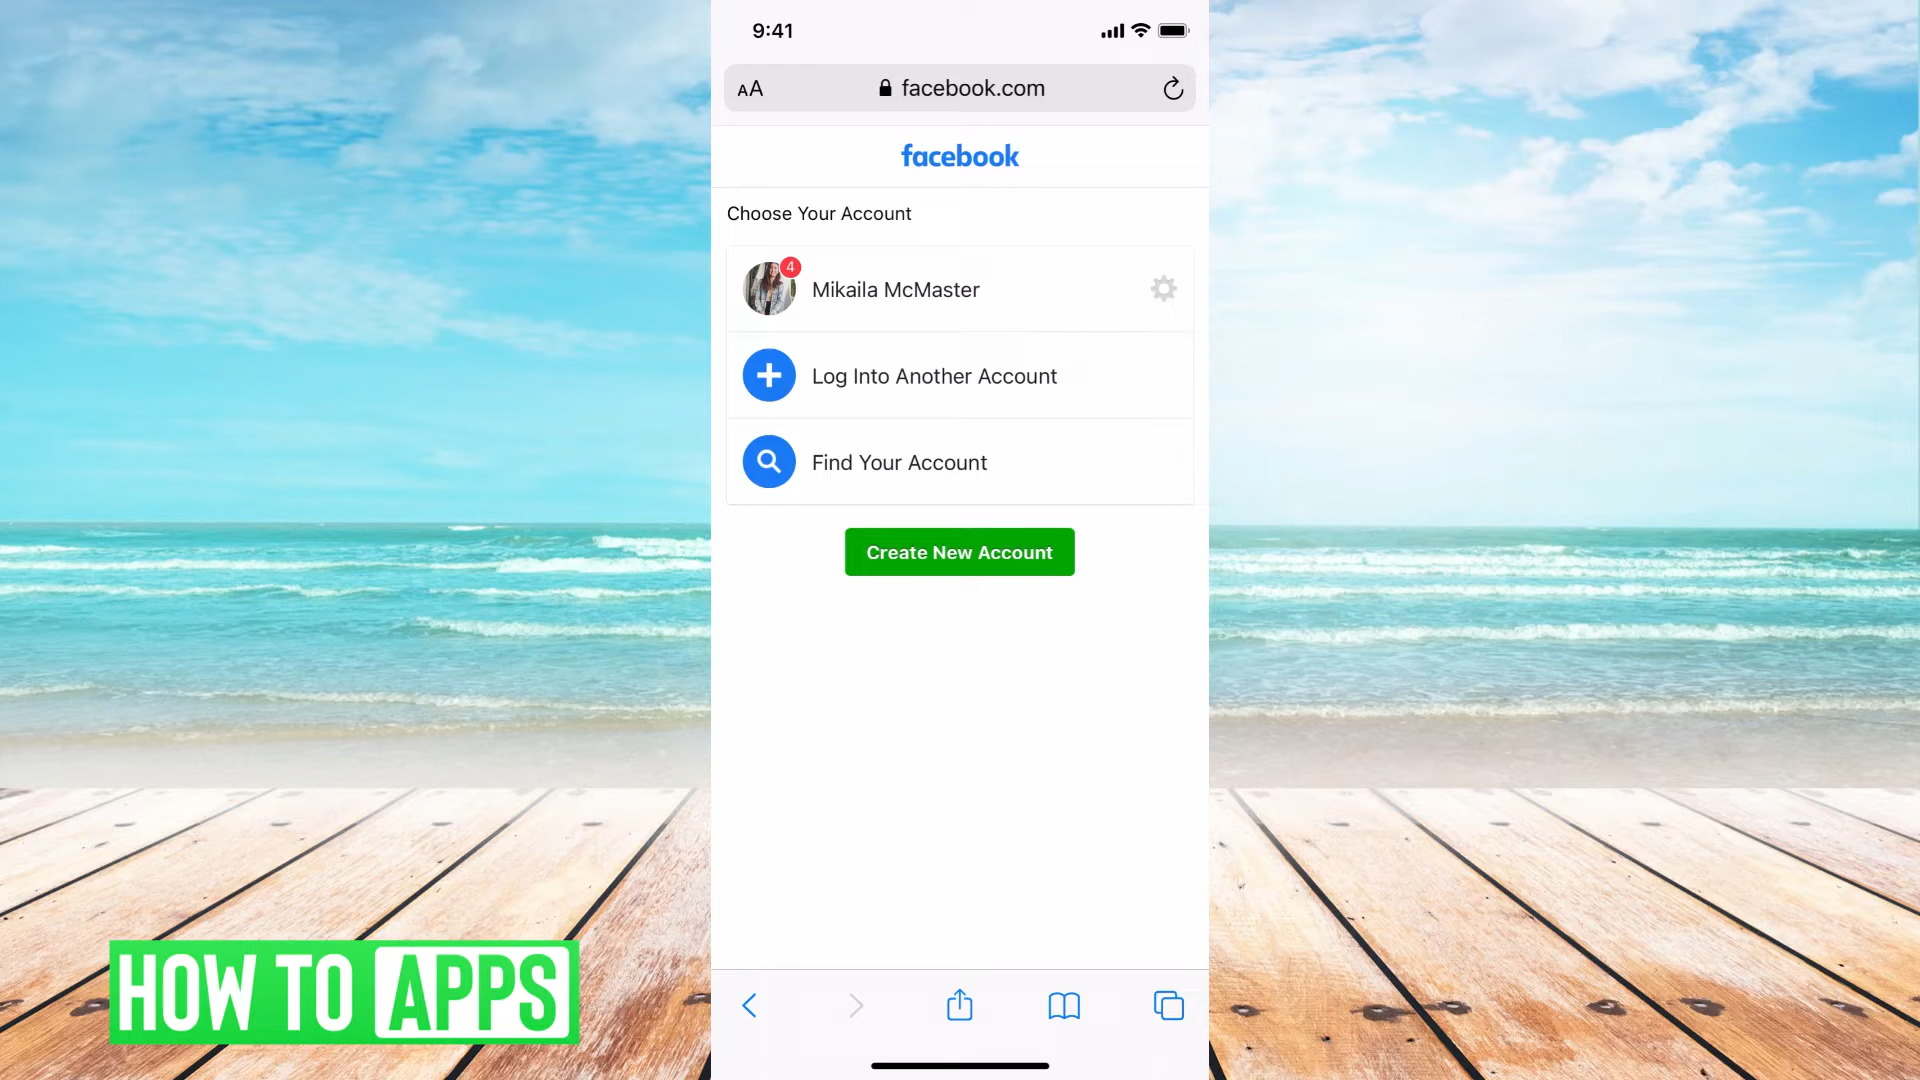 9:41
AA
facebook.com
facebook
Choose Your Account
4
Mikaila McMaster
Log Into Another Account
Find Your Account
Create New Account
HOW TO APPS